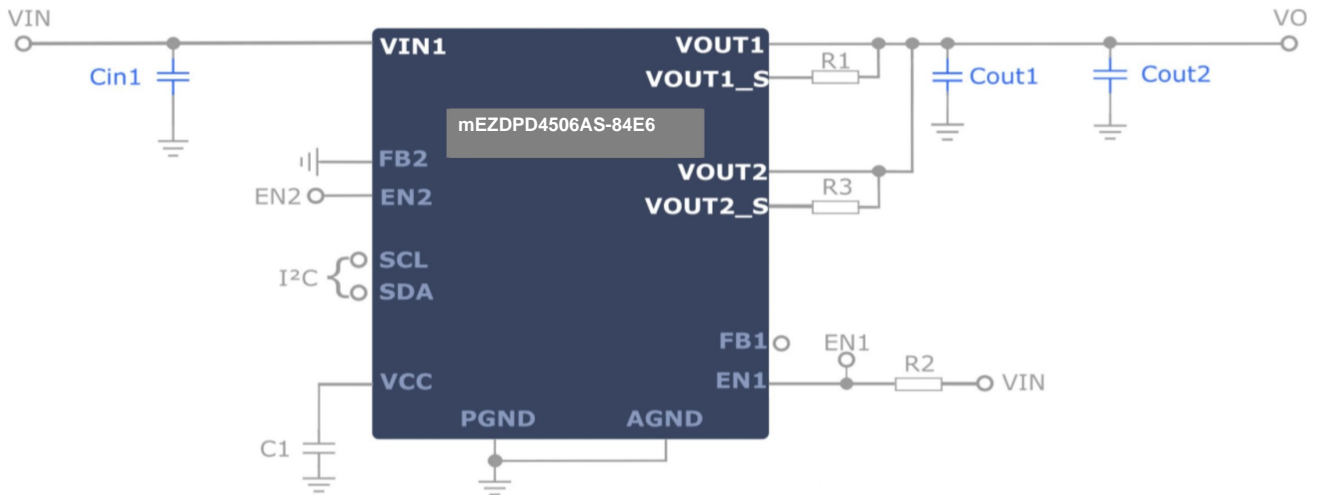 VIN
VO
VIN1
VOUT1
R1
Cin1
VOUT1_S
Cout1
Cout2
mEZDPD4506AS-84E6
FB2
VOUT2
EN2
EN2
R3
VOUT2_S
SCL
I²C
SDA
FB1
EN1
R2
VCC
EN1
VIN
PGND
AGND
C1